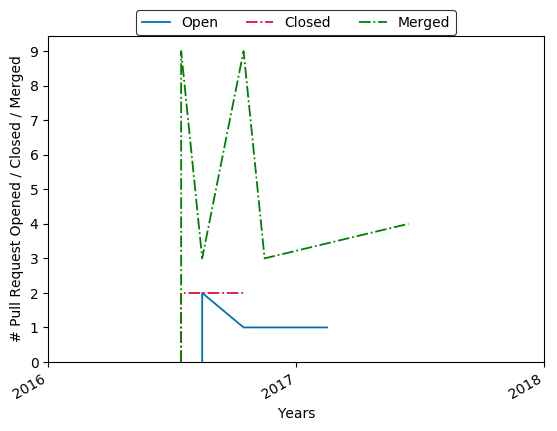 Open Closed Merged
# Pull Request Opened / Closed / Merged
9
8
7
6
5
4
3
2
1
0
2016 2017 2018
Years